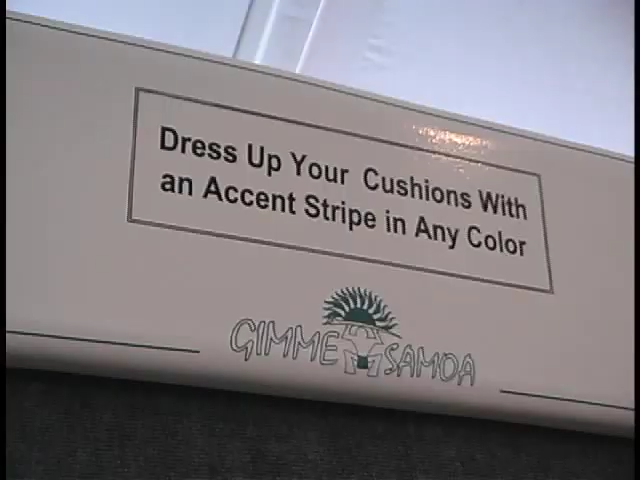 Dress Up Your Cushions With
an Accent Stripe in Any Color
GIMME SAMOA